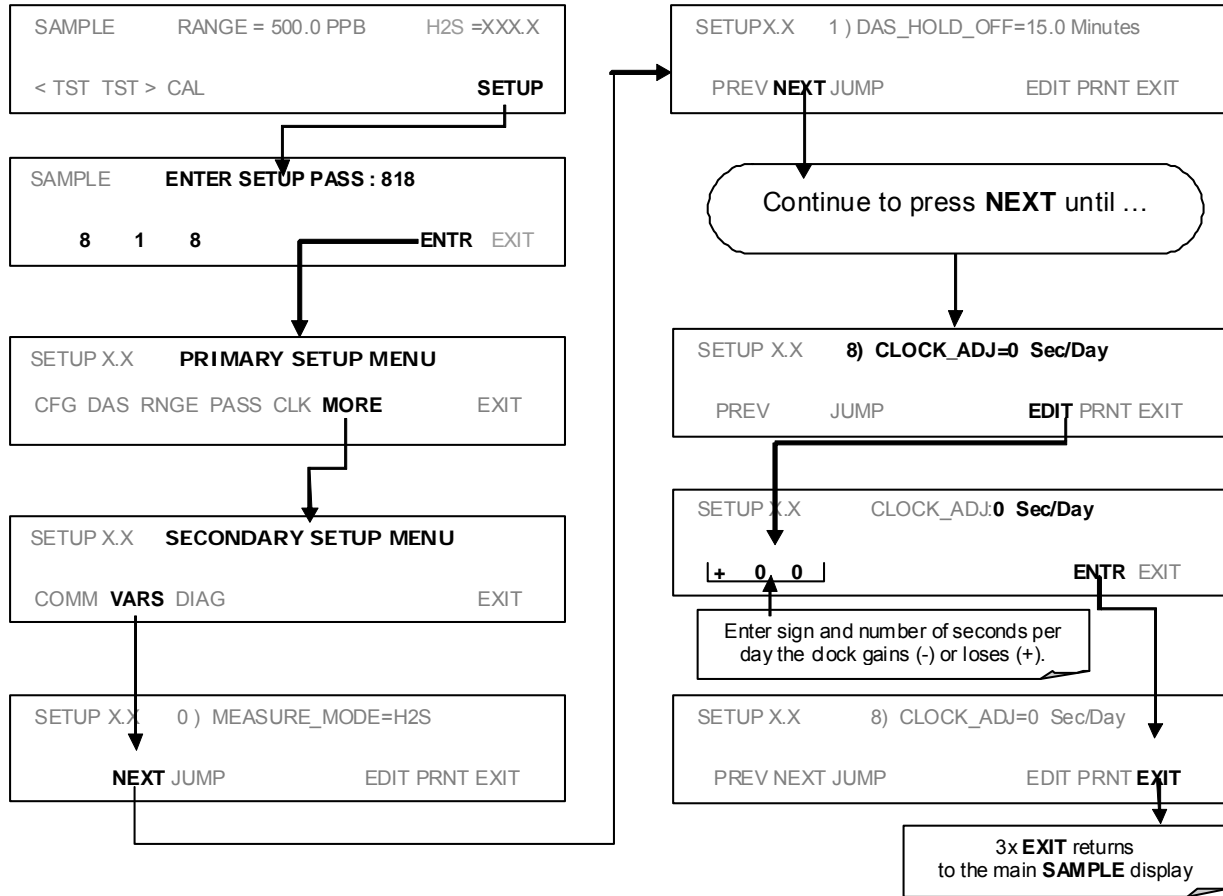 SAMPLE RANGE = 500.0 PPB H2S =XXX.X
< TST TST > CAL SETUP
SAMPLE ENTER SETUP PASS : 818
8 1 8 ENTR EXIT
SETUP X.X PRIMARY SETUP MENU
CFG DAS RNGE PASS CLK MORE EXIT
SETUP X.X SECONDARY SETUP MENU
COMM VARS DIAG EXIT
SETUP X.X 0 ) MEASURE_MODE=H2S
NEXT JUMP EDIT PRNT EXIT
SETUP X.X 1 ) DAS_HOLD_OFF=15.0 Minutes
PREV NEXT JUMP EDIT PRNT EXIT
Continue to press NEXT until ...
SETUP X.X 8) CLOCK_ADJ=0 Sec/Day
PREV JUMP EDIT PRNT EXIT
SETUP X.X CLOCK_ADJ:0 Sec/Day
+ 0 0 ENTR EXIT
Enter sign and number of seconds per
day the clock gains (-) or loses (+).
SETUP X.X 8) CLOCK_ADJ=0 Sec/Day
PREV NEXT JUMP EDIT PRNT EXIT
3x EXIT returns
to the main SAMPLE display